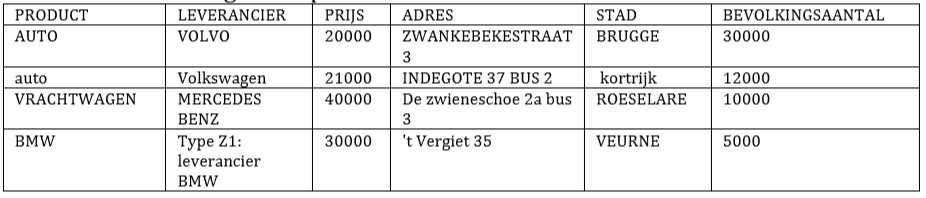 PRODUCT LEVERANCIER PRIJS ADRES STAD BEVOLKINGSAANTAL
AUTO VOLVO 20000 ZWANKEBEKESTRAAT BRUGGE 30000
3
auto Volkswagen 21000 INDEGOTE 37 BUS 2 kortrijk 12000
VRACHTWAGEN MERCEDES 40000 De zwieneschoe 2a bus ROESELARE 10000
BENZ 3
BMW Type Z1: 30000 't Vergiet 35 VEURNE 5000
leverancier
BMW